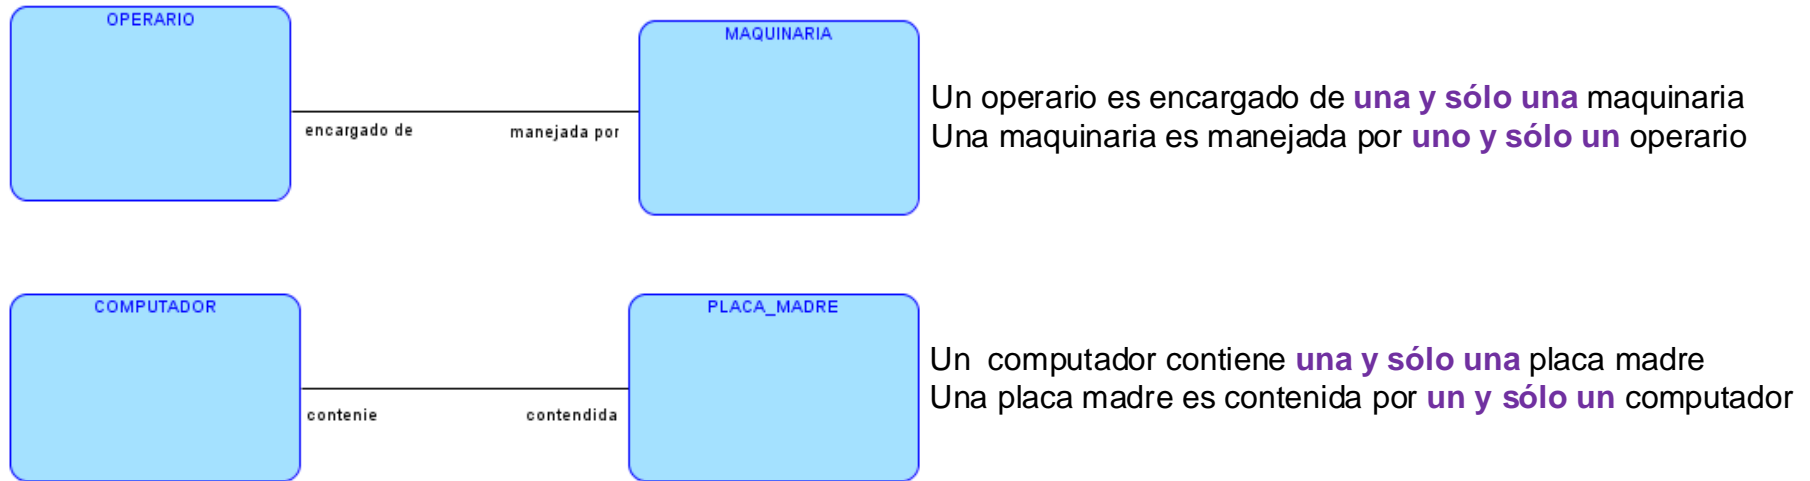 OPERARIO
MAQUINARIA
encargado de
manejada por
Un operario es encargado de una y sólo una maquinaria
Una maquinaria es manejada por uno y sólo un operario
COMPUTADOR
PLACA_MADRE
contenie
contendida
Un computador contiene una y sólo una placa madre
Una placa madre es contenida por un y sólo un computador